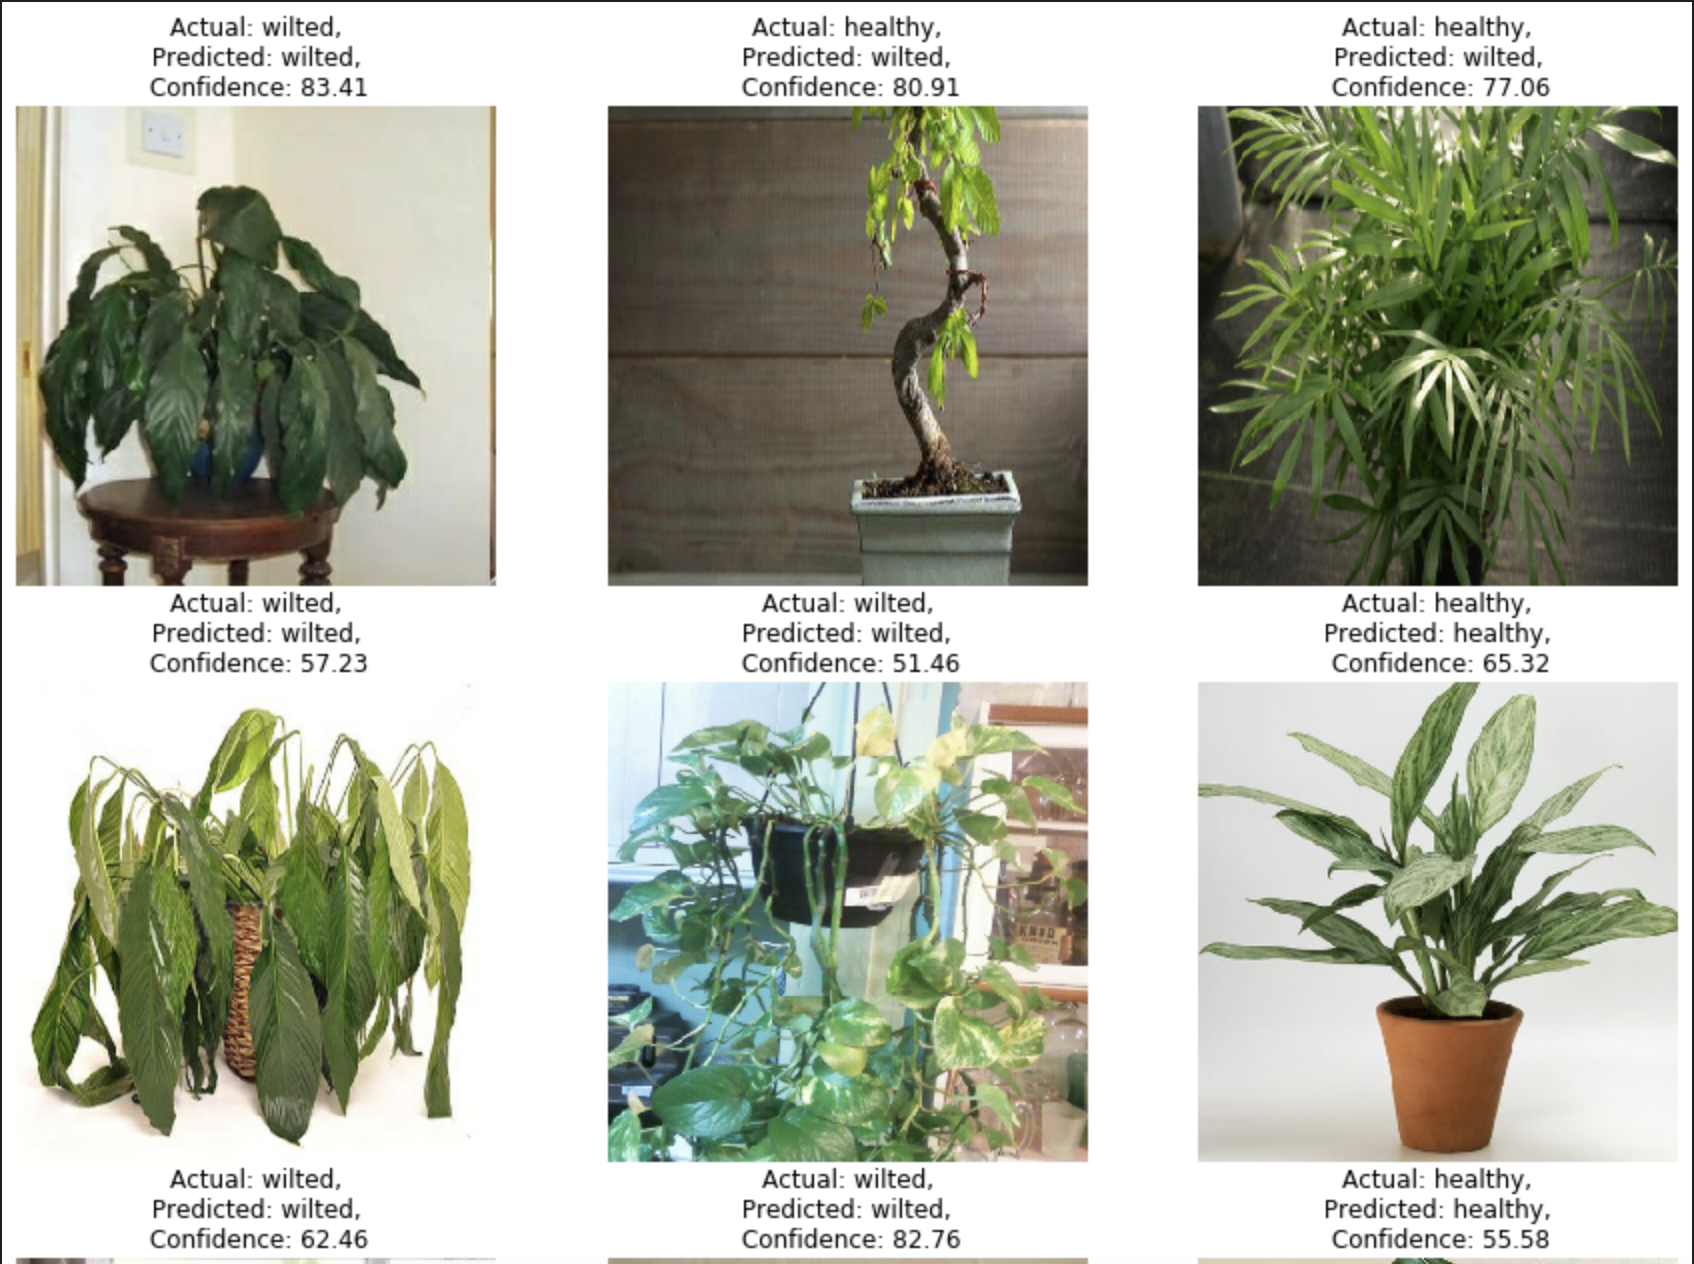 Actual: wilted,
Predicted: wilted,
Confidence: 83.41
Actual: healthy,
Predicted: wilted,
Confidence: 80.91
Actual: healthy,
Predicted: wilted,
Confidence: 77.06
Actual: wilted,
Predicted: wilted,
Confidence: 57.23
Actual: wilted,
Predicted: wilted,
Confidence: 51.46
Actual: healthy,
Predicted: healthy,
Confidence: 65.32
Actual: wilted,
Predicted: wilted,
Confidence: 62.46
Actual: wilted,
Predicted: wilted,
Confidence: 82.76
Actual: healthy,
Predicted: healthy,
Confidence: 55.58